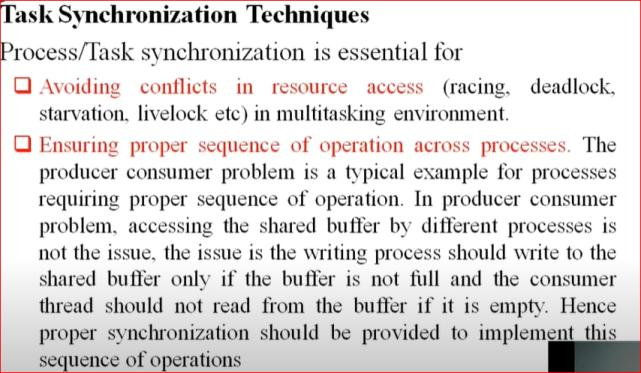 Task Synchronization Techniques
Process/Task synchronization is essential for
❑ Avoiding conflicts in resource access (racing, deadlock,
starvation, livelock etc) in multitasking environment.
❑ Ensuring proper sequence of operation across processes. The
producer consumer problem is a typical example for processes
requiring proper sequence of operation. In producer consumer
problem, accessing the shared buffer by different processes is
not the issue, the issue is the writing process should write to the
shared buffer only if the buffer is not full and the consumer
thread should not read from the buffer if it is empty. Hence
proper synchronization should be provided to implement this
sequence of operations